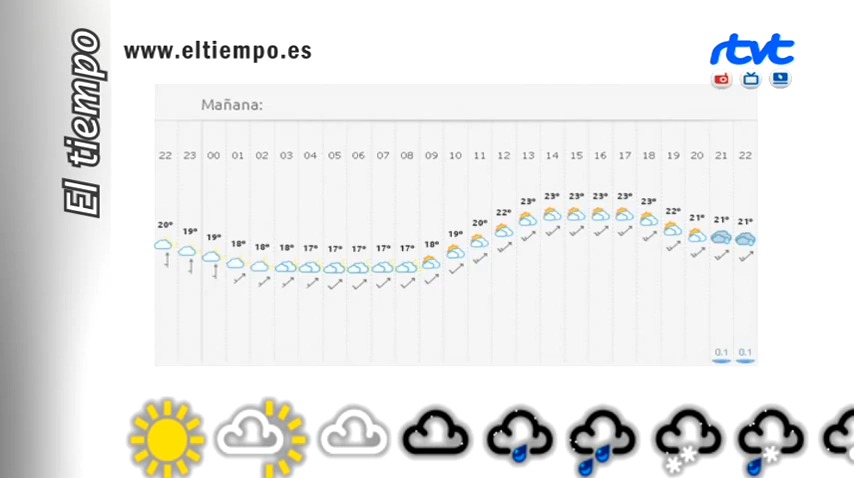 El tiempo
www.eltiempo.es
rtvt
Mañana:
22 23 00 01 02 03 04 05 06 07 08 09 10 11 12 13 14 15 16 17 18 19 20 21 22
20° 19° 19° 18° 18° 18° 17° 17° 17° 17° 17° 18° 19° 20° 22° 23° 23° 23° 23° 23° 23° 22° 21° 21° 21°
0.1 0.1